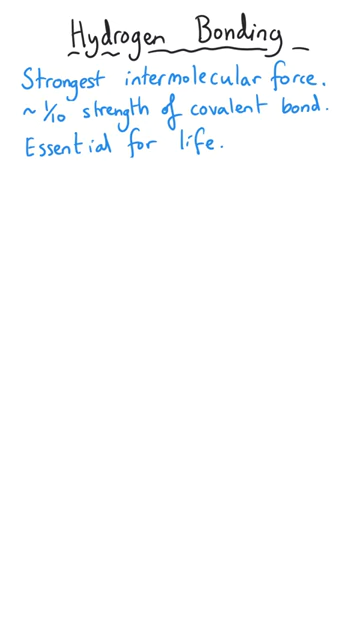 Hydrogen Bonding
Strongest intermolecular force.
~ 1/10 strength of covalent bond.
Essential for life.